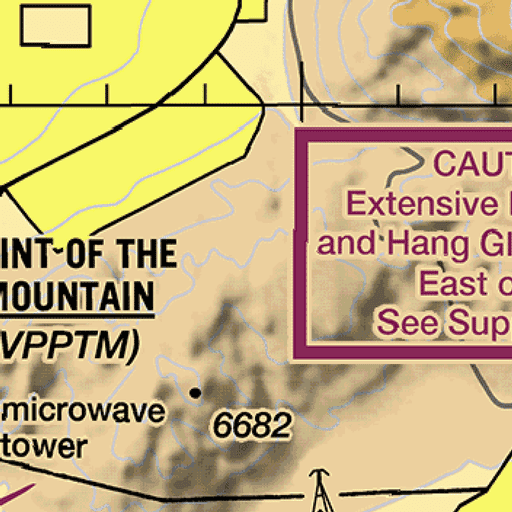 CAUT
Extensive
and Hang Gl
East o
See Sup
INT OF THE
MOUNTAIN
VPPTM)
microwave
tower
6682